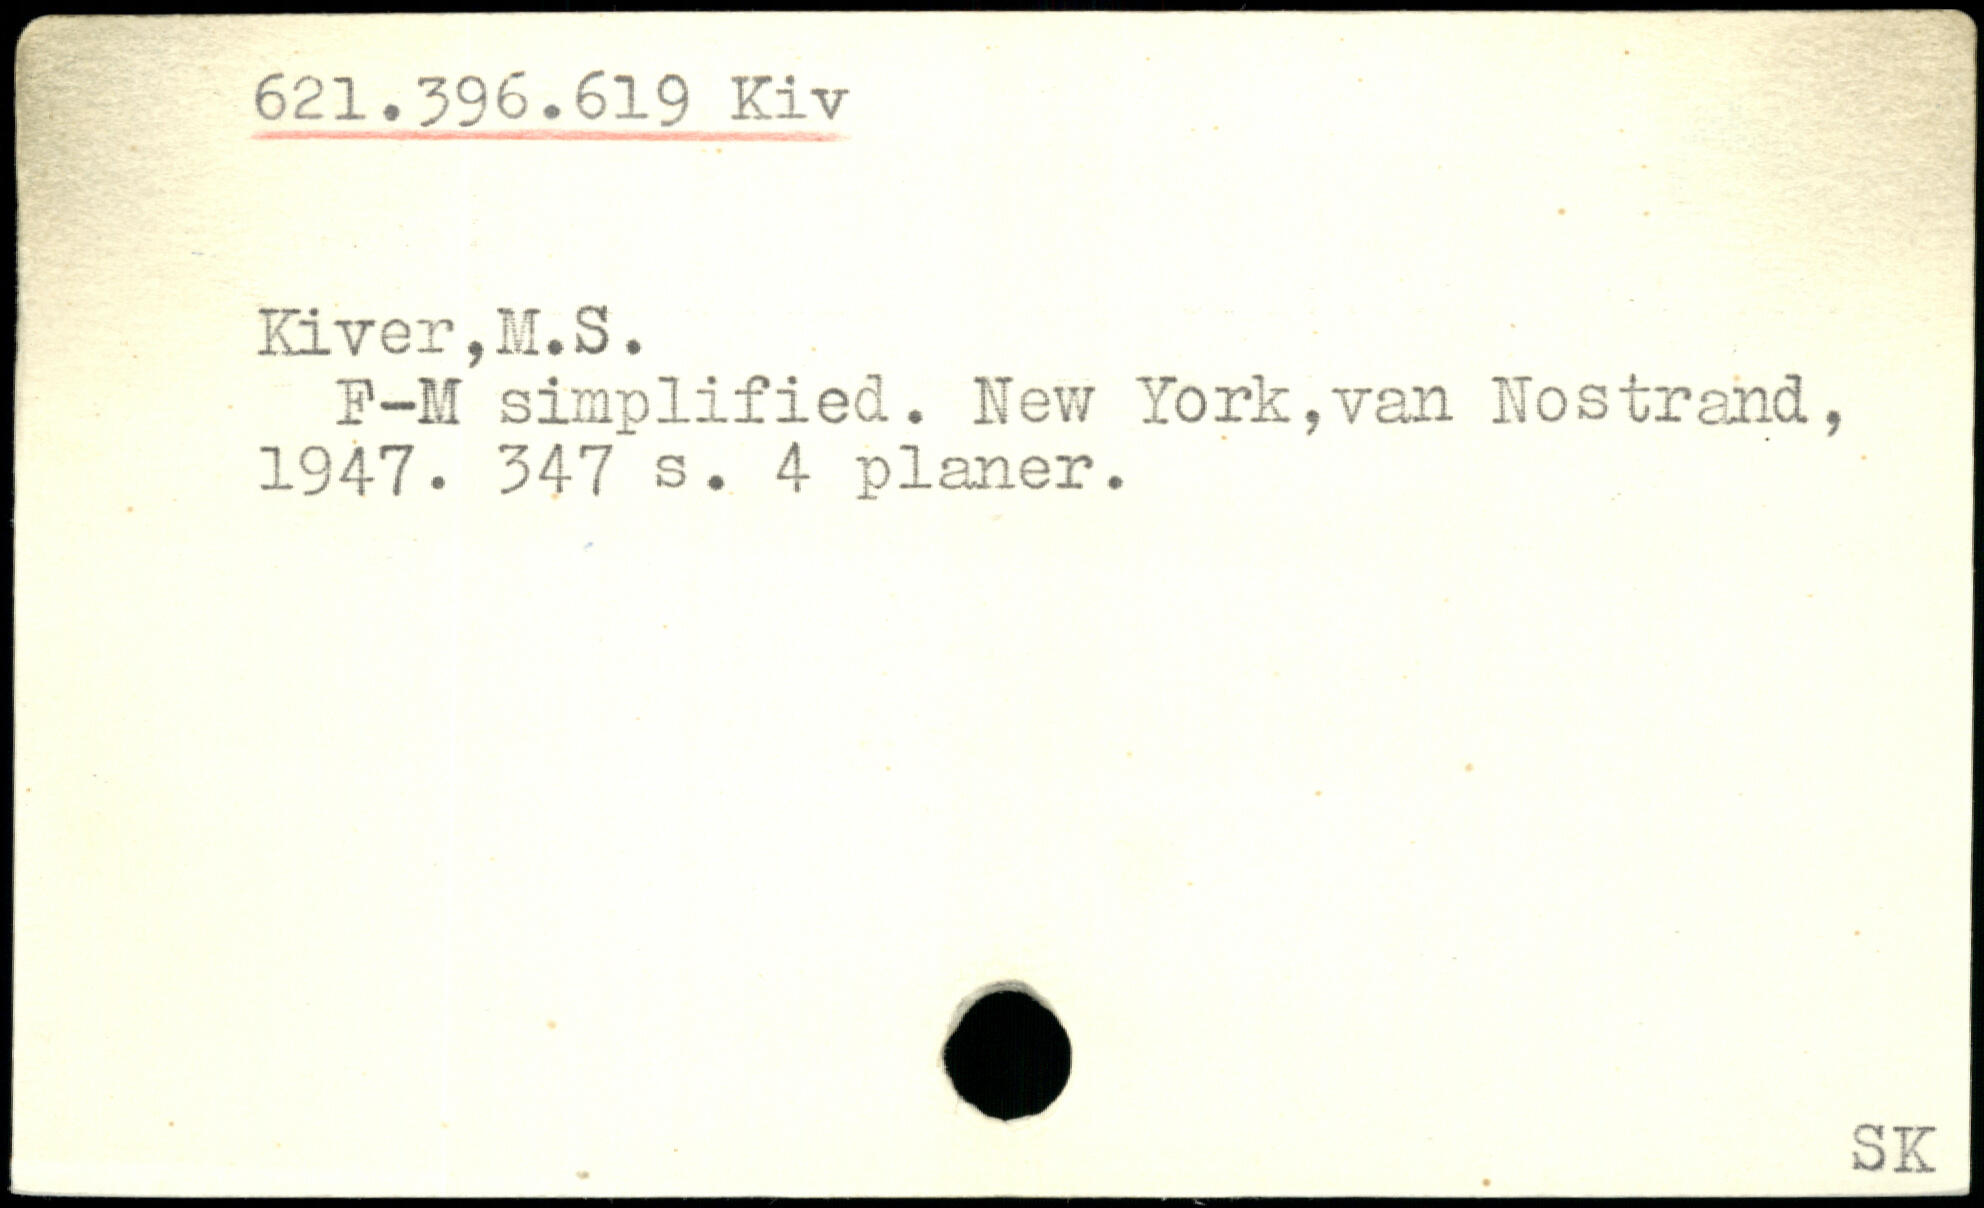 621.396.619 Kiv
Kiver,M.S.
F-M simplified. New York,van Nostrand,
1947. 347 s. 4 planer.
SK